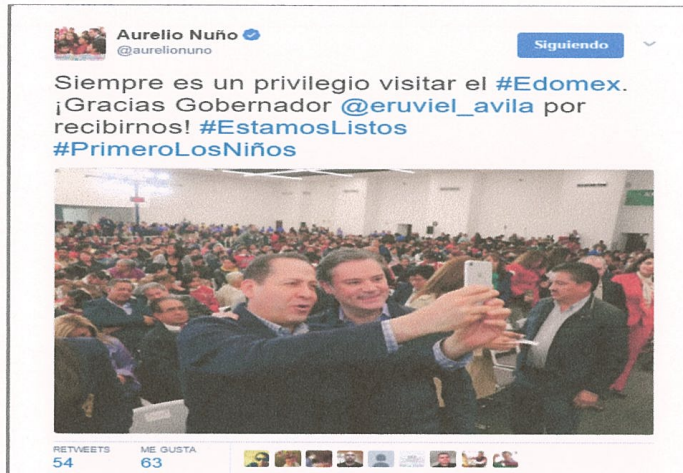 Aurelio Nuño
@aurelionuno
Siguiendo
Siempre es un privilegio visitar el #Edomex.
¡Gracias Gobernador @eruviel_avila por
recibirnos! #EstamosListos
#PrimeroLosNiños
RETWEETS
54
ME GUSTA
63